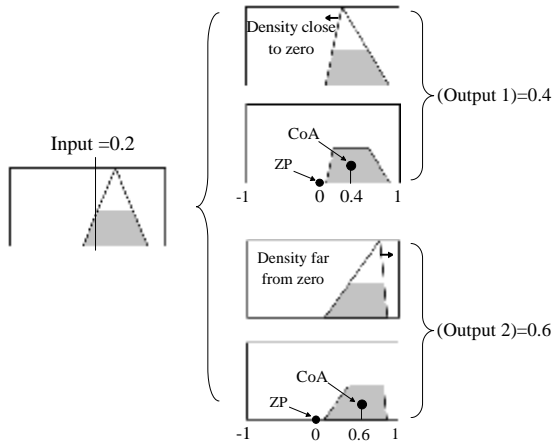 Density close
to zero
(Output 1)=0.4
Input =0.2
CoA
ZP
-1
0
0.4
1
Density far
from zero
(Output 2)=0.6
CoA
ZP
-1
0
0.6
1